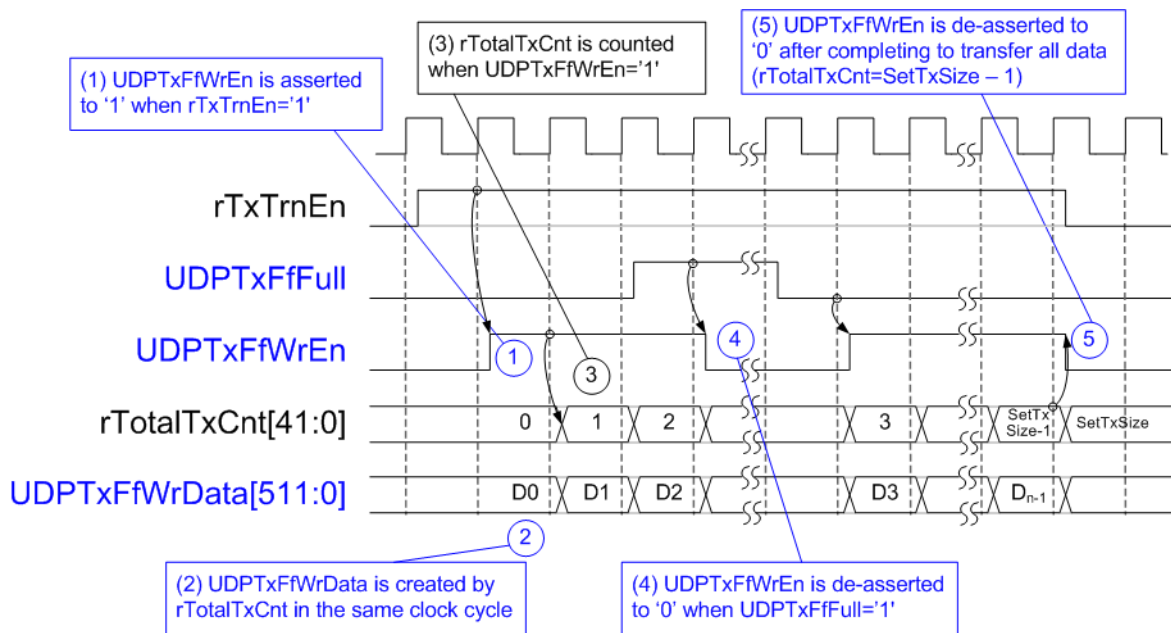 (5) UDPTxFfWrEn is de-asserted to
‘0’ after completing to transfer all data
(rTotalTxCnt=SetTxSize – 1)
(3) rTotalTxCnt is counted
when UDPTxFfWrEn=’1’
(1) UDPTxFfWrEn is asserted
to ‘1’ when rTxTrnEn=’1’
rTxTrnEn
UDPTxFfFull
UDPTxFfWrEn
1
3
4
5
rTotalTxCnt[41:0]
0
1
2
3
SetTx
Size-1
SetTxSize
UDPTxFfWrData[511:0]
D0
D1
D2
D3
Dn-1
2
(2) UDPTxFfWrData is created by
rTotalTxCnt in the same clock cycle
(4) UDPTxFfWrEn is de-asserted
to ‘0’ when UDPTxFfFull=’1’